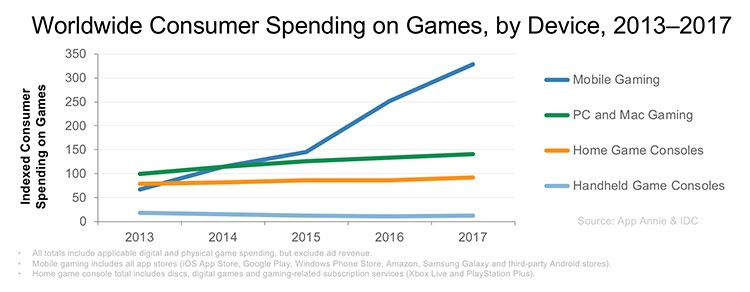 Worldwide Consumer Spending on Games, by Device, 2013–2017
Indexed Consumer
Spending on Games
350
300
250
200
150
100
50
0
2013 2014 2015 2016 2017
Mobile Gaming
PC and Mac Gaming
Home Game Consoles
Handheld Game Consoles
Source: App Annie & IDC
• All totals include applicable digital and physical game spending, but exclude ad revenue.
• Mobile gaming includes all app stores (iOS App Store, Google Play, Windows Phone Store, Amazon, Samsung Galaxy and third-party Android stores).
• Home game console total includes discs, digital games and gaming-related subscription services (Xbox Live and PlayStation Plus).